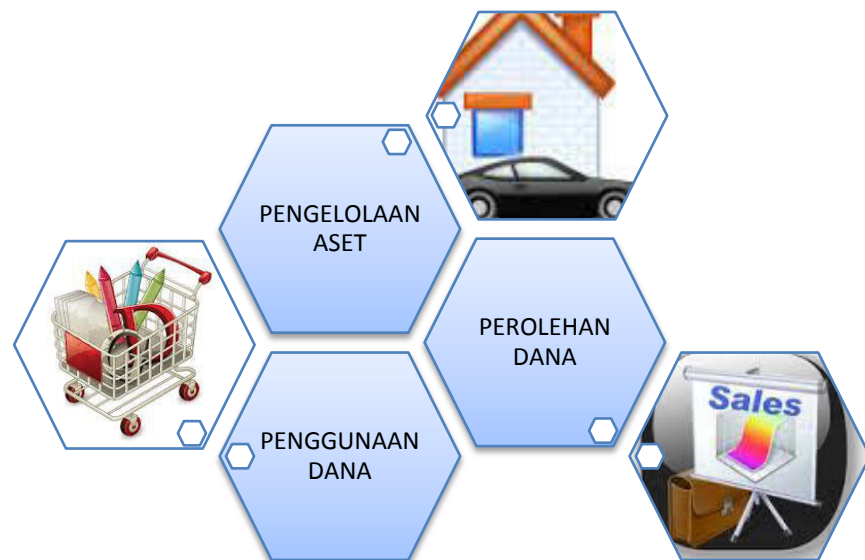 PENGELOLAAN
ASET
PEROLEHAN
DANA
PENGGUNAAN
DANA
Sales